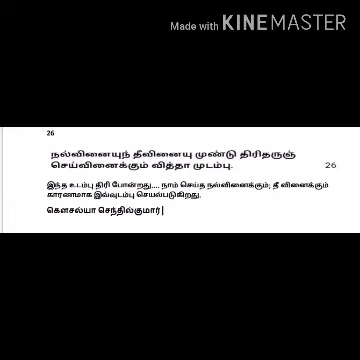 Made with KINEMASTER
26
நல்வினையுந் தீவினையு முண்டு திரிதருஞ்
செய்வினைக்கும் வித்தா முடம்பு. 26
இந்த உடம்பு திரி போன்றது.... நாம் செய்த நல்வினைக்கும்; தீ வினைக்கும்
காரணமாக இவ்வுடம்பு செயல்படுகிறது.
கௌசல்யா செந்தில்குமார்|